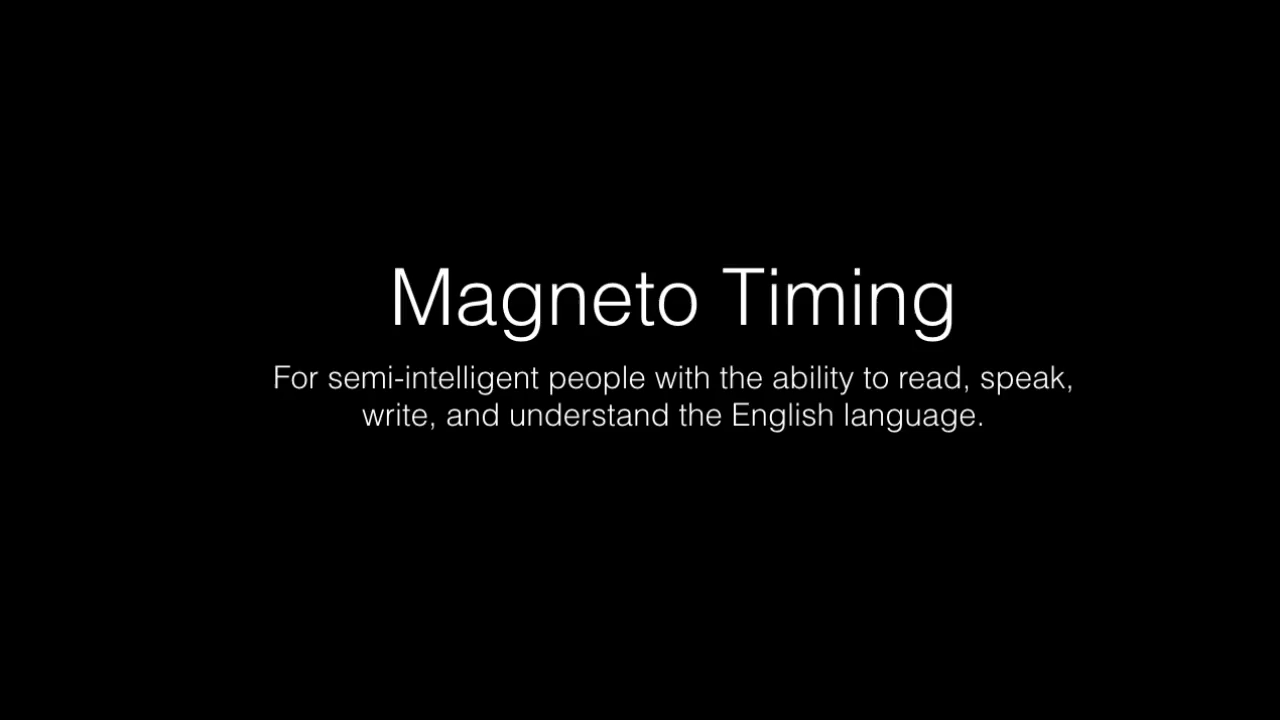 Magneto Timing
For semi-intelligent people with the ability to read, speak,
write, and understand the English language.